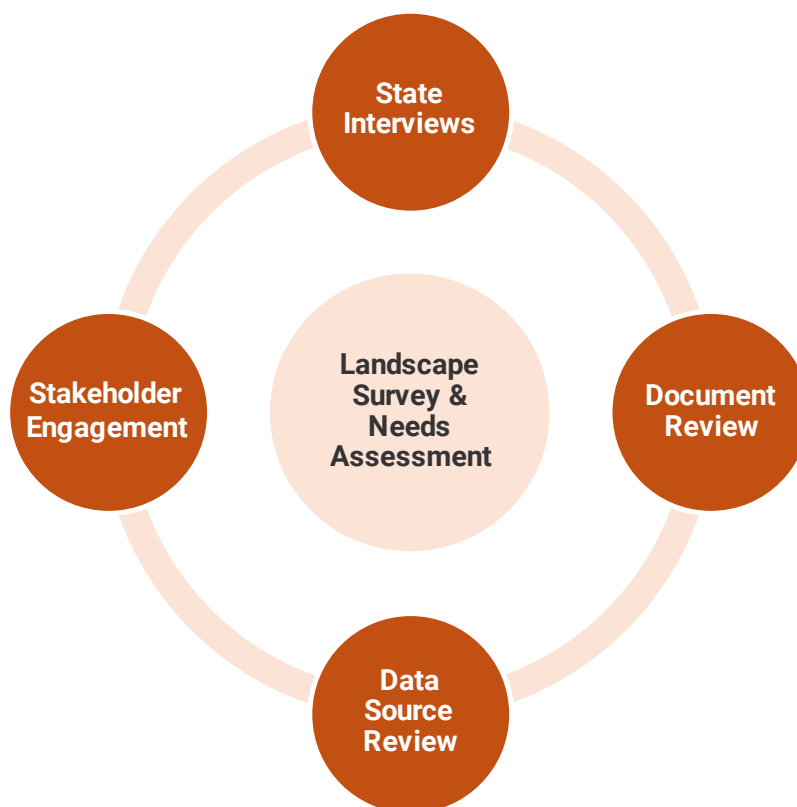 State
Interviews
Stakeholder
Engagement
Landscape
Survey &
Needs
Assessment
Document
Review
Data
Source
Review